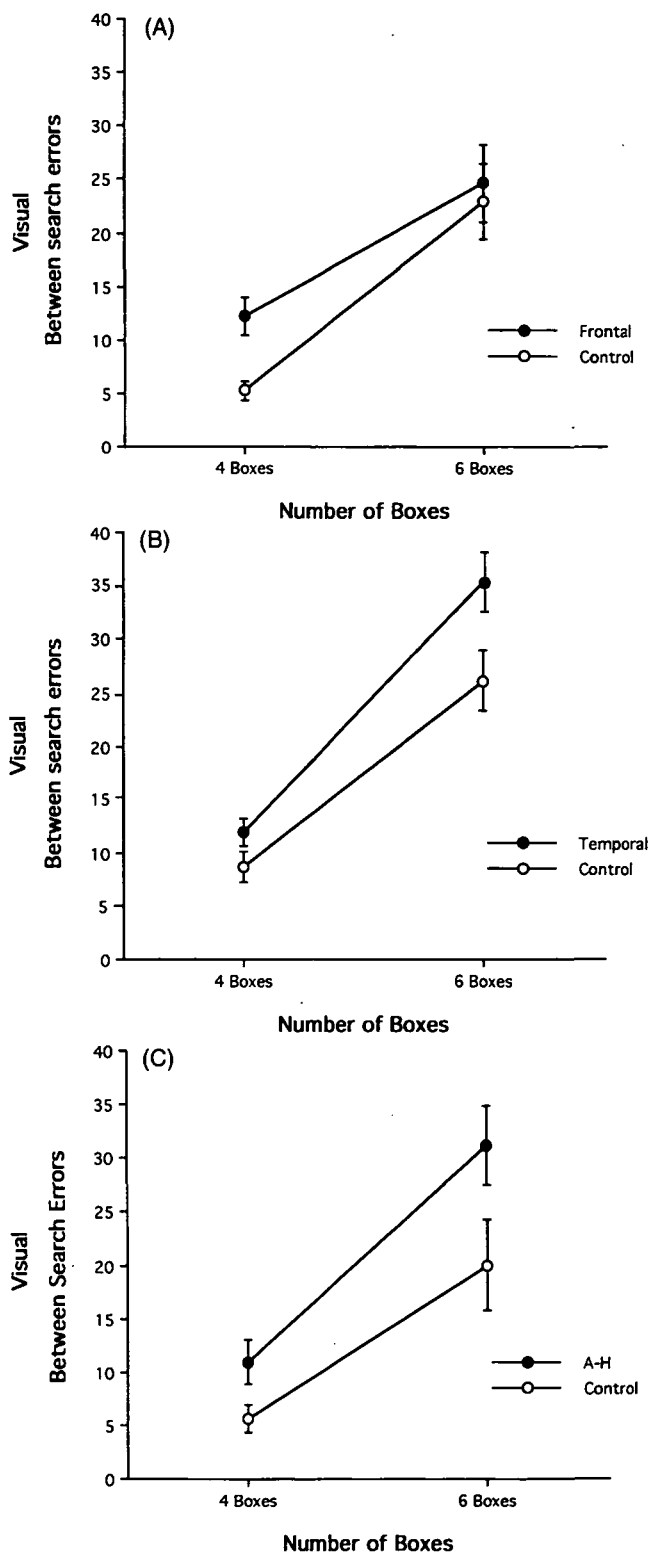 (A)
40
35
30
25
20
15
10
5
0
Visual
Between search errors
Frontal
Control
4 Boxes 6 Boxes
Number of Boxes
(B)
40
35
30
25
20
15
10
5
0
Visual
Between search errors
Temporal
Control
4 Boxes 6 Boxes
Number of Boxes
(C)
40
35
30
25
20
15
10
5
0
Visual
Between Search Errors
A-H
Control
4 Boxes 6 Boxes
Number of Boxes